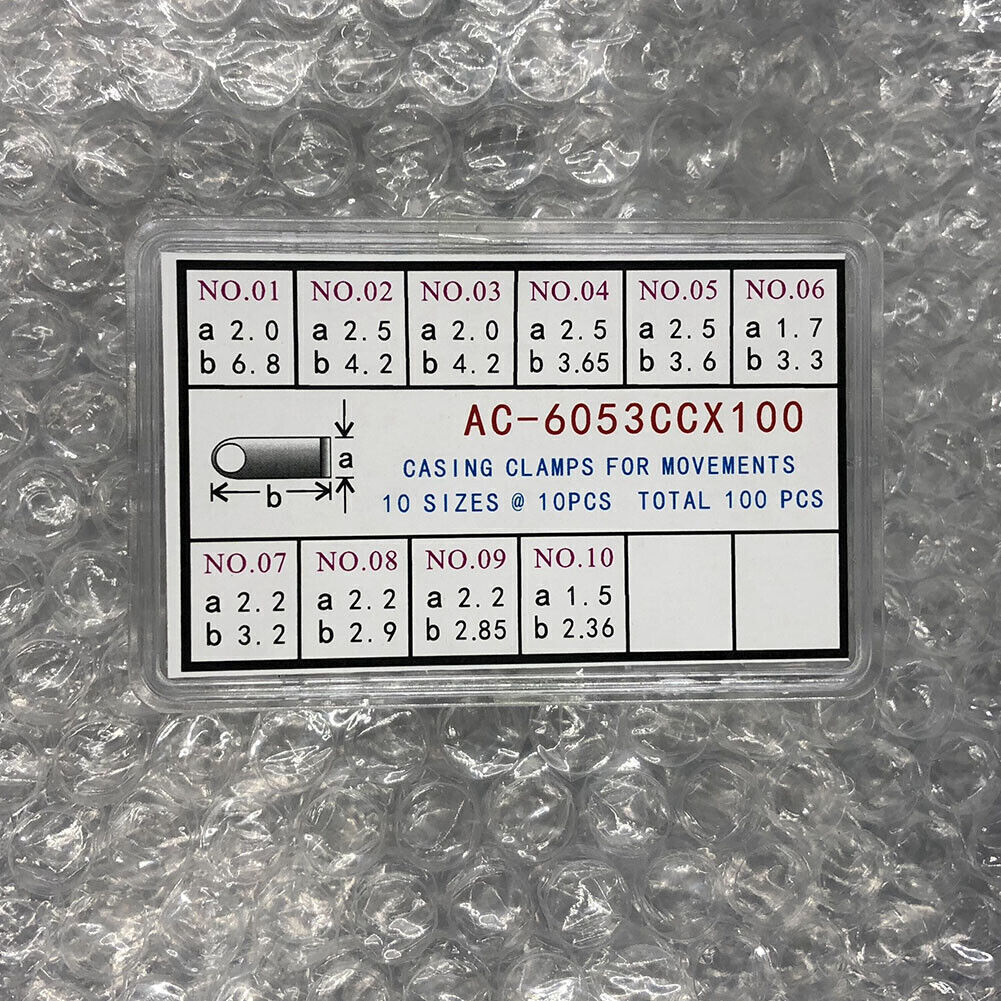 NO.01 NO.02 NO.03 NO.04 NO.05 NO.06
a 2.0 a 2.5 a 2.0 a 2.5 a 2.5 a 1.7
b 6.8 b 4.2 b 4.2 b 3.65 b 3.6 b 3.3
AC-6053CCX100
CASING CLAMPS FOR MOVEMENTS
10 SIZES @ 10PCS TOTAL 100 PCS
a
b
NO.07 NO.08 NO.09 NO.10
a 2.2 a 2.2 a 2.2 a 1.5
b 3.2 b 2.9 b 2.85 b 2.36